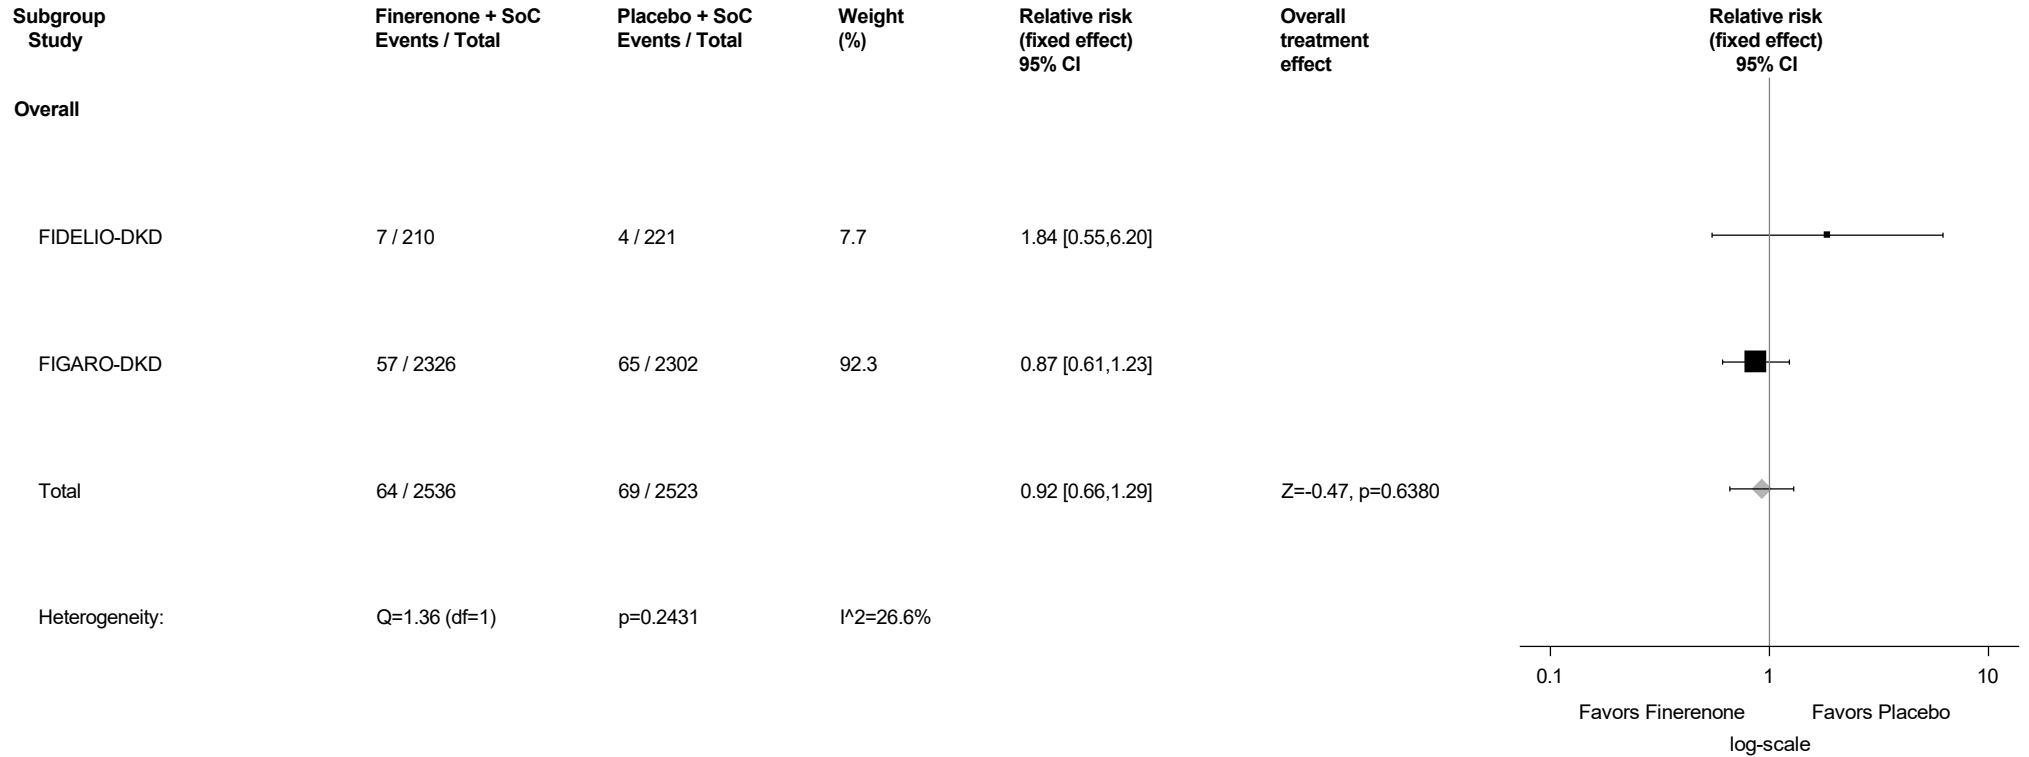 Subgroup Finerenone + SoC Placebo + SoC Weight Relative risk Overall Relative risk
Study Events / Total Events / Total (%) (fixed effect) treatment (fixed effect)
95% CI effect 95% CI
Overall
FIDELIO-DKD 7 / 210 4 / 221 7.7 1.84 [0.55,6.20]
FIGARO-DKD 57 / 2326 65 / 2302 92.3 0.87 [0.61,1.23]
Total 64 / 2536 69 / 2523 0.92 [0.66,1.29] Z=-0.47, p=0.6380
Heterogeneity: Q=1.36 (df=1) p=0.2431 I^2=26.6%
0.1 1 10
Favors Finerenone Favors Placebo
log-scale